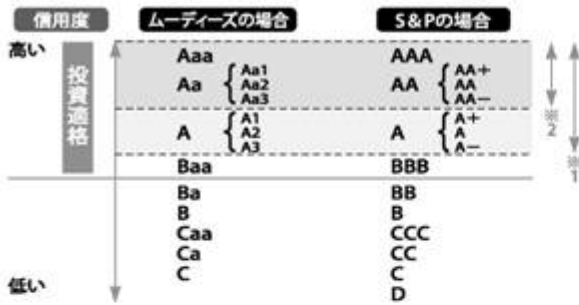 信用度 ムーディーズの場合 S&Pの場合
高い
投資適格
Aaa AAA
Aa1 AA+
Aa Aa2 AA AA
Aa3 AA−
※2
A1 A+
A A2 A A
A3 A−
※1
Baa BBB
Ba BB
B B
Caa CCC
Ca CC
低い C C
D